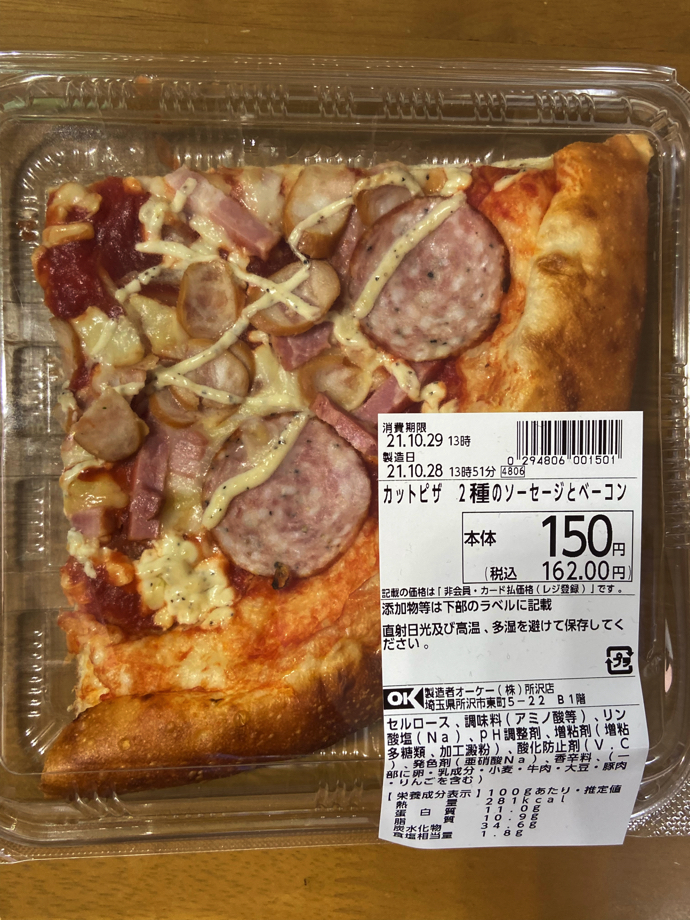 消費期限
21.10.29 13時
製造日
21.10.28 13時51分 4806
0 294806 001501
カットピザ 2種のソーセージとベーコン
本体 150円
(税込 162.00円)
記載の価格は「非会員・カード払価格(レジ登録)」です。
添加物等は下部のラベルに記載
直射日光及び高温、多湿を避けて保存してく
ださい。
プラ
OK 製造者オーケー(株)所沢店
埼玉県所沢市東町5-22 B1階
セルロース、調味料(アミノ酸等)、リン
酸塩(Na)、pH調整剤、増粘剤(増粘
多糖類、加工澱粉)、酸化防止剤(V.C
)、発色剤(亜硝酸Na)、香辛料、(一
部に卵・乳成分・小麦・牛肉・大豆・豚肉
・りんごを含む)
[栄養成分表示]100gあたり・推定値
熱量 281kcal
蛋白質 11.0g
脂質 10.9g
炭水化物 34.6g
食塩相当量 1.8g